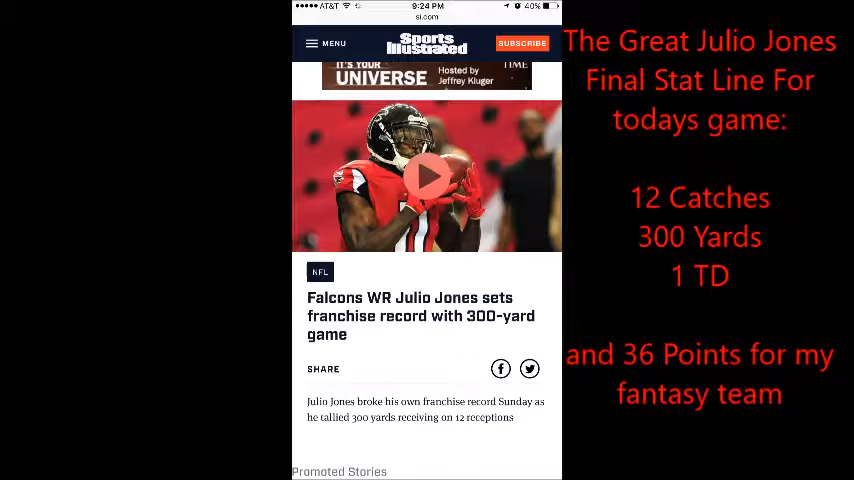 AT&T 9:24 PM 40%
si.com
MENU Sports Illustrated SUBSCRIBE
IT'S YOUR UNIVERSE Hosted by Jeffrey Kluger TIME
NFL
Falcons WR Julio Jones sets
franchise record with 300-yard
game
SHARE
Julio Jones broke his own franchise record Sunday as
he tallied 300 yards receiving on 12 receptions
Promoted Stories
The Great Julio Jones
Final Stat Line For
todays game:
12 Catches
300 Yards
1 TD
and 36 Points for my
fantasy team